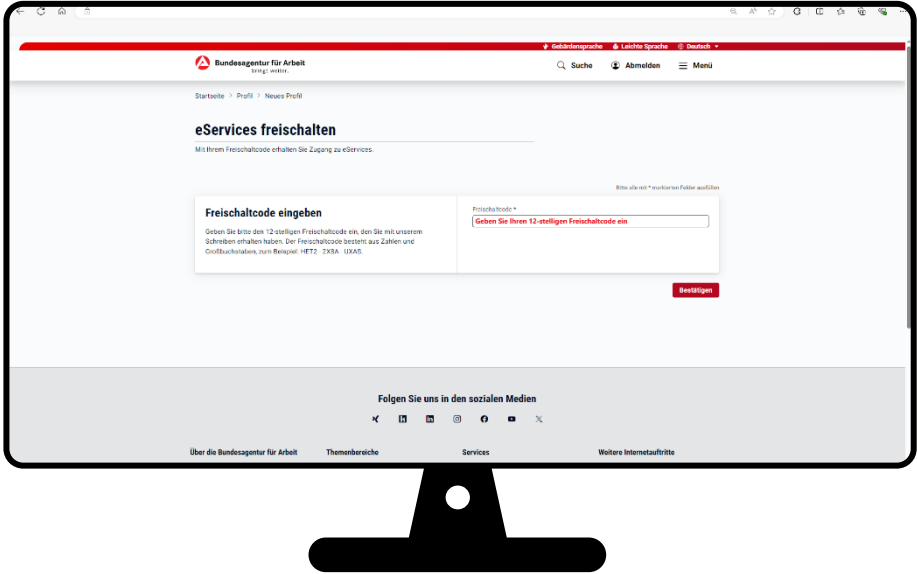 Gebärdensprache Leichte Sprache Deutsch
Bundesagentur für Arbeit
bringt weiter.
Suche Abmelden Menü
Startseite > Profil > Neues Profil
eServices freischalten
Mit Ihrem Freischaltcode erhalten Sie Zugang zu eServices.
Bitte alle mit * markierten Felder ausfüllen
Freischaltcode eingeben
Geben Sie bitte den 12-stelligen Freischaltcode ein, den Sie mit unserem
Schreiben erhalten haben. Der Freischaltcode besteht aus Zahlen und
Großbuchstaben, zum Beispiel: HET2 - 2X8A - UXAS.
Freischaltcode *
Geben Sie Ihren 12-stelligen Freischaltcode ein
Bestätigen
Folgen Sie uns in den sozialen Medien
Über die Bundesagentur für Arbeit Themenbereiche Services Weitere Internetauftritte